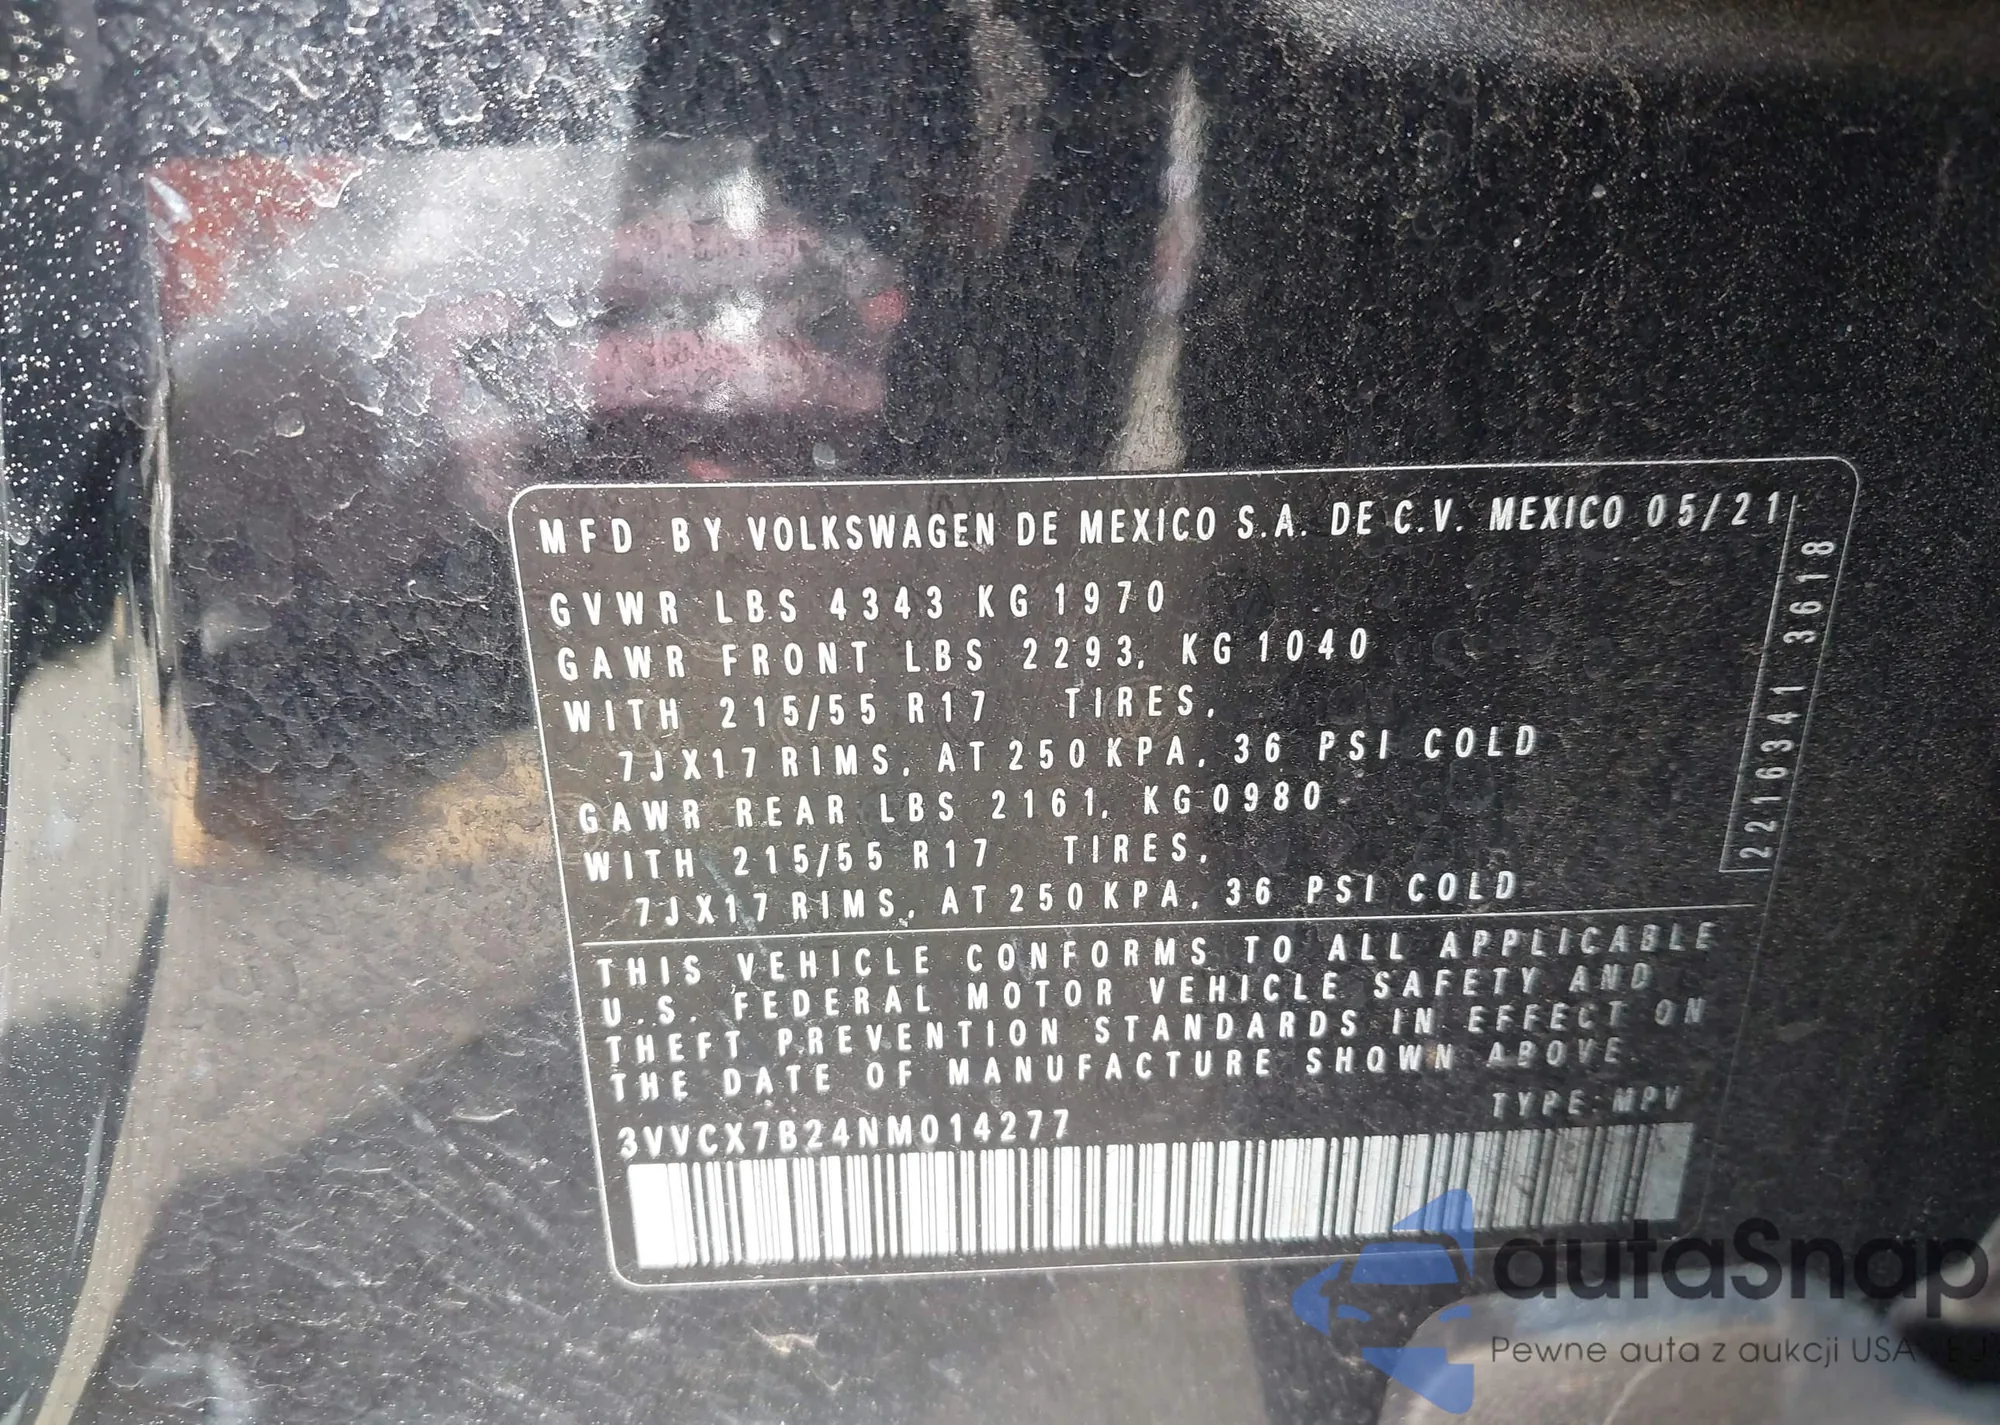 MFD BY VOLKSWAGEN DE MEXICO S.A. DE C.V. MEXICO 05/21
GVWR LBS 4343 KG 1970
GAWR FRONT LBS 2293, KG 1040
WITH 215/55 R17 TIRES,
7JX17 RIMS, AT 250 KPA, 36 PSI COLD
GAWR REAR LBS 2161, KG 0980
WITH 215/55 R17 TIRES,
7JX17 RIMS, AT 250 KPA, 36 PSI COLD
2216341 3618
THIS VEHICLE CONFORMS TO ALL APPLICABLE
U.S. FEDERAL MOTOR VEHICLE SAFETY AND
THEFT PREVENTION STANDARDS IN EFFECT ON
THE DATE OF MANUFACTURE SHOWN ABOVE
TYPE: MPV
3VVCX7B24NM014277
autaSnap
Pewne auta z aukcji USA